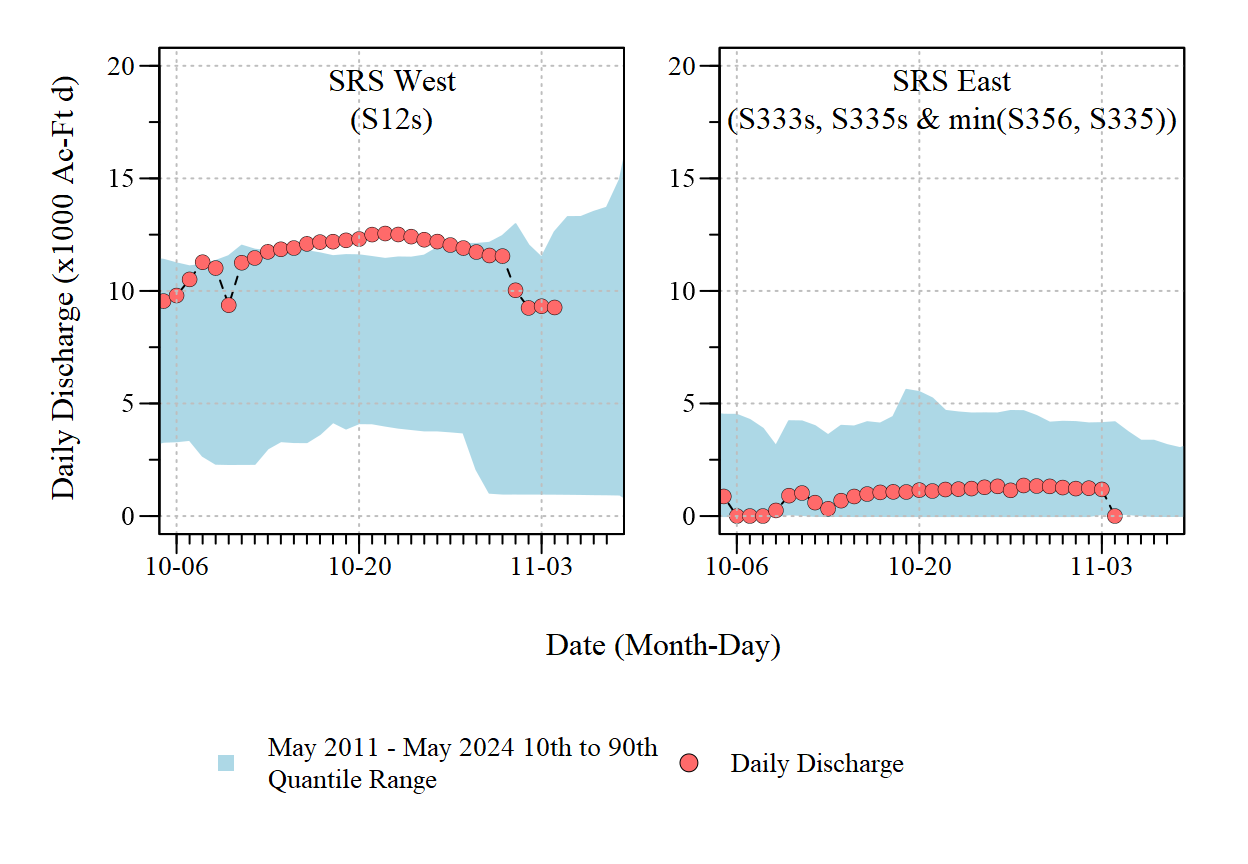 SRS West
(S12s)
SRS East
(S333s, S335s & min(S356, S335))
Daily Discharge (x1000 Ac-Ft d)
20
15
10
5
0
10-06
10-20
11-03
20
15
10
5
0
10-06
10-20
11-03
Date (Month-Day)
May 2011 - May 2024 10th to 90th
Quantile Range
Daily Discharge